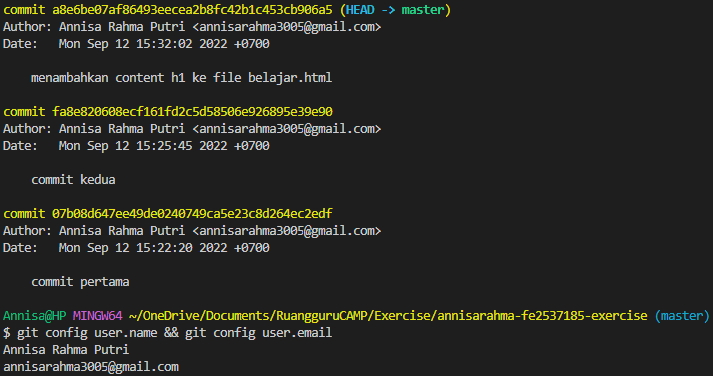 commit a8e6be07af86493eecea2b8fc42b1c453cb906a5 (HEAD -> master)
Author: Annisa Rahma Putri <annisarahma3005@gmail.com>
Date:   Mon Sep 12 15:32:02 2022 +0700
menambahkan content h1 ke file belajar.html
commit fa8e820608ecf161fd2c5d58506e926895e39e90
Author: Annisa Rahma Putri <annisarahma3005@gmail.com>
Date:   Mon Sep 12 15:25:45 2022 +0700
commit kedua
commit 07b08d647ee49de0240749ca5e23c8d264ec2edf
Author: Annisa Rahma Putri <annisarahma3005@gmail.com>
Date:   Mon Sep 12 15:22:20 2022 +0700
commit pertama
Annisa@HP MINGW64 ~/OneDrive/Documents/RuangguruCAMP/Exercise/annisarahma-fe2537185-exercise (master)
$ git config user.name && git config user.email
Annisa Rahma Putri
annisarahma3005@gmail.com